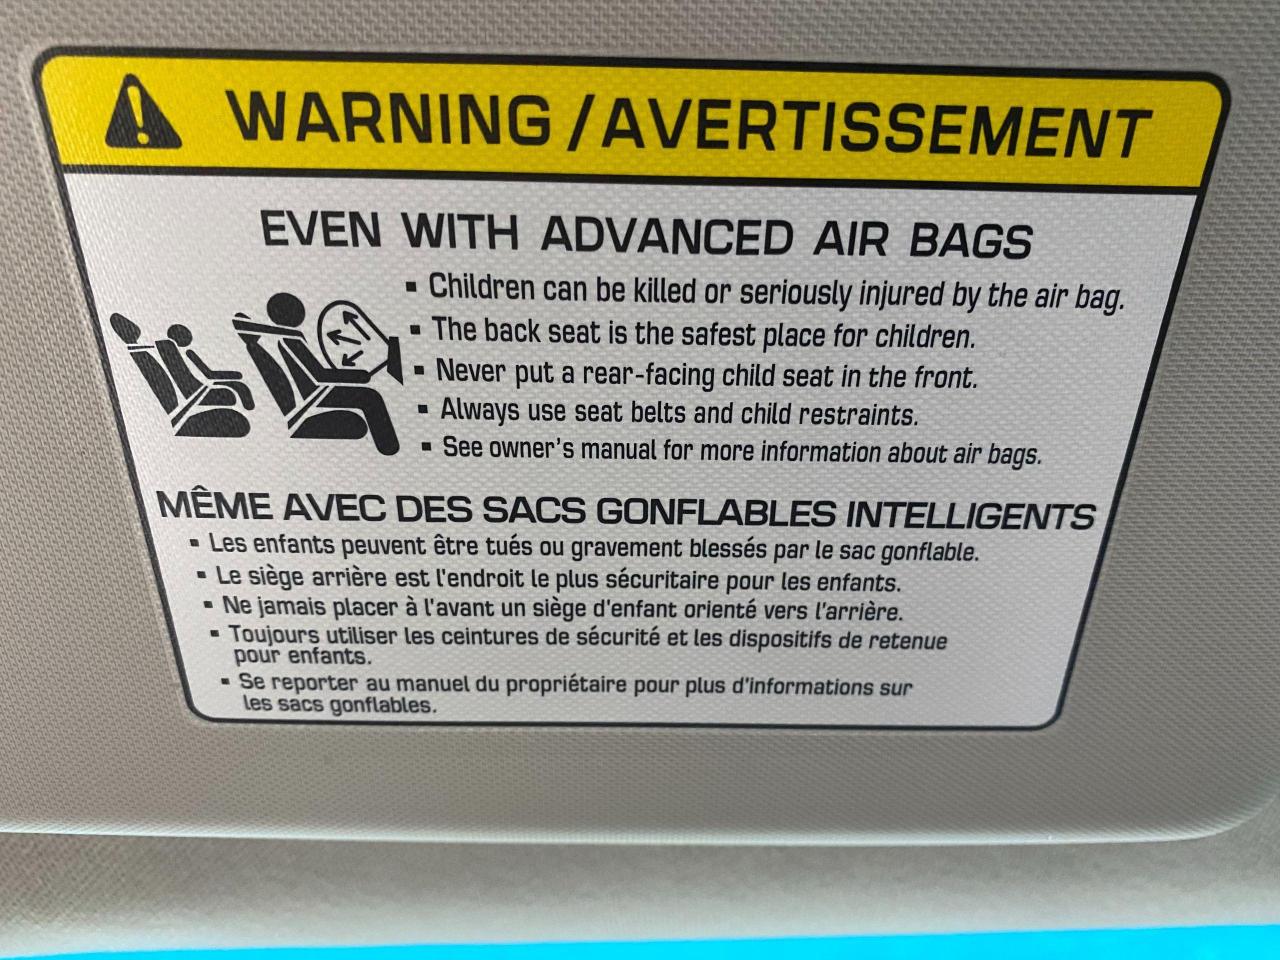 WARNING / AVERTISSEMENT
EVEN WITH ADVANCED AIR BAGS
▪ Children can be killed or seriously injured by the air bag.
▪ The back seat is the safest place for children.
▪ Never put a rear-facing child seat in the front.
▪ Always use seat belts and child restraints.
▪ See owner's manual for more information about air bags.
MÊME AVEC DES SACS GONFLABLES INTELLIGENTS
▪ Les enfants peuvent être tués ou gravement blessés par le sac gonflable.
▪ Le siège arrière est l'endroit le plus sécuritaire pour les enfants.
▪ Ne jamais placer à l'avant un siège d'enfant orienté vers l'arrière.
▪ Toujours utiliser les ceintures de sécurité et les dispositifs de retenue
pour enfants.
▪ Se reporter au manuel du propriétaire pour plus d'informations sur
les sacs gonflables.